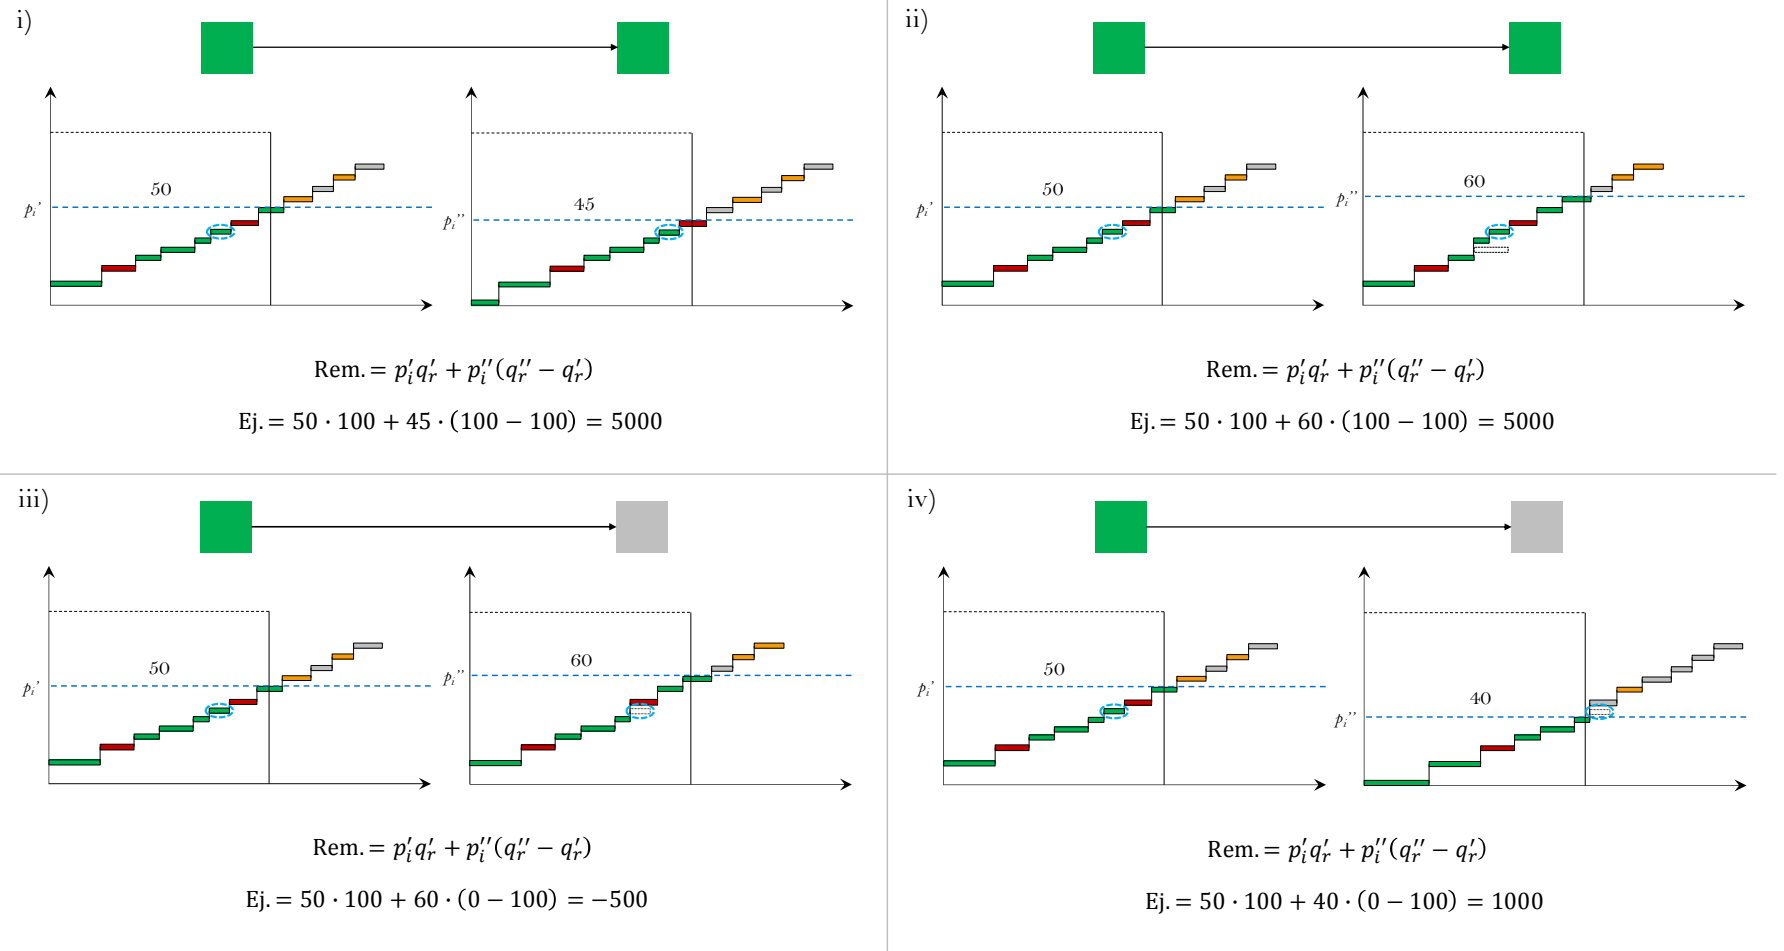 i)
50
p_i'
45
p_i''
Rem. = p_i'q_r' + p_i''(q_r'' − q_r')
Ej. = 50 · 100 + 45 · (100 − 100) = 5000
ii)
50
p_i'
60
p_i''
Rem. = p_i'q_r' + p_i''(q_r'' − q_r')
Ej. = 50 · 100 + 60 · (100 − 100) = 5000
iii)
50
p_i'
60
p_i''
Rem. = p_i'q_r' + p_i''(q_r'' − q_r')
Ej. = 50 · 100 + 60 · (0 − 100) = −500
iv)
50
p_i'
40
p_i''
Rem. = p_i'q_r' + p_i''(q_r'' − q_r')
Ej. = 50 · 100 + 40 · (0 − 100) = 1000